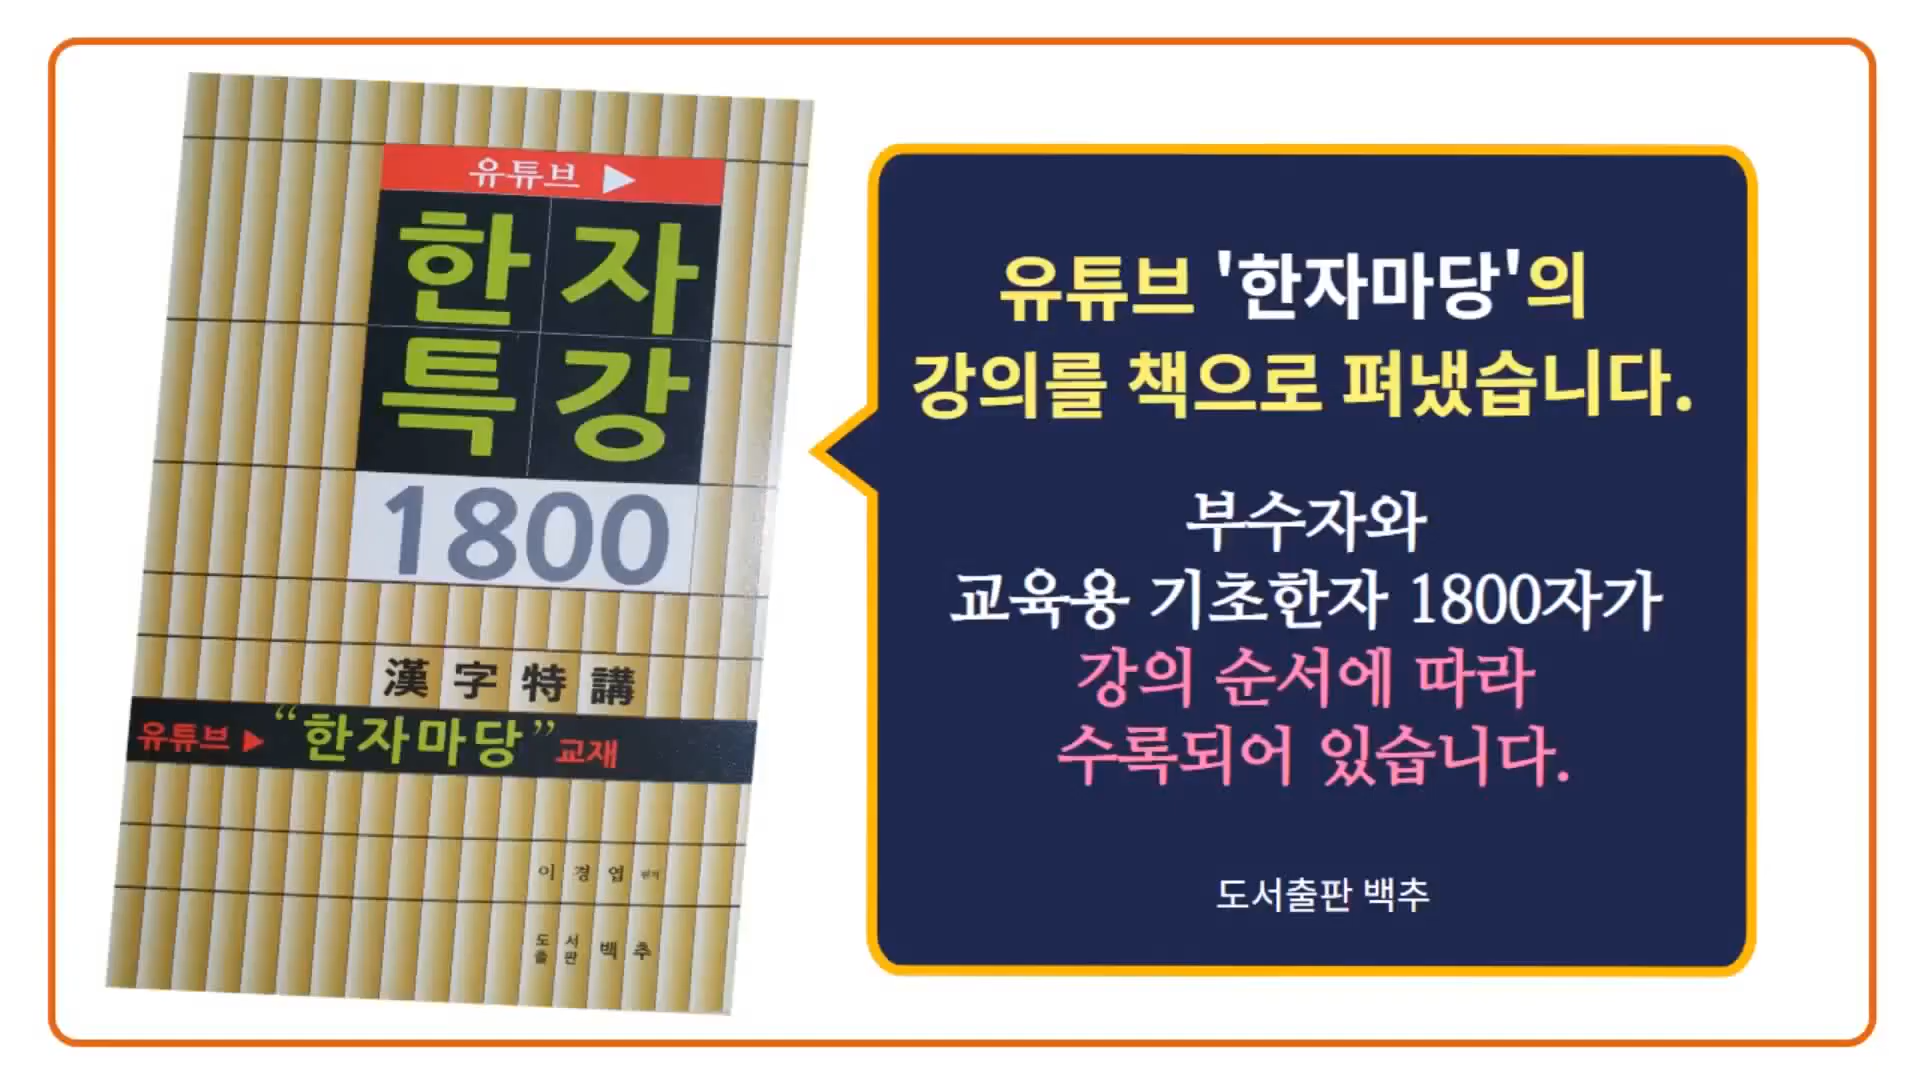 유튜브 ▶
한자
특강
1800
漢字特講
유튜브 ▶ “한자마당” 교재
이경엽 편저
도서출판 백추
유튜브 '한자마당'의
강의를 책으로 펴냈습니다.
부수자와
교육용 기초한자 1800자가
강의 순서에 따라
수록되어 있습니다.
도서출판 백추